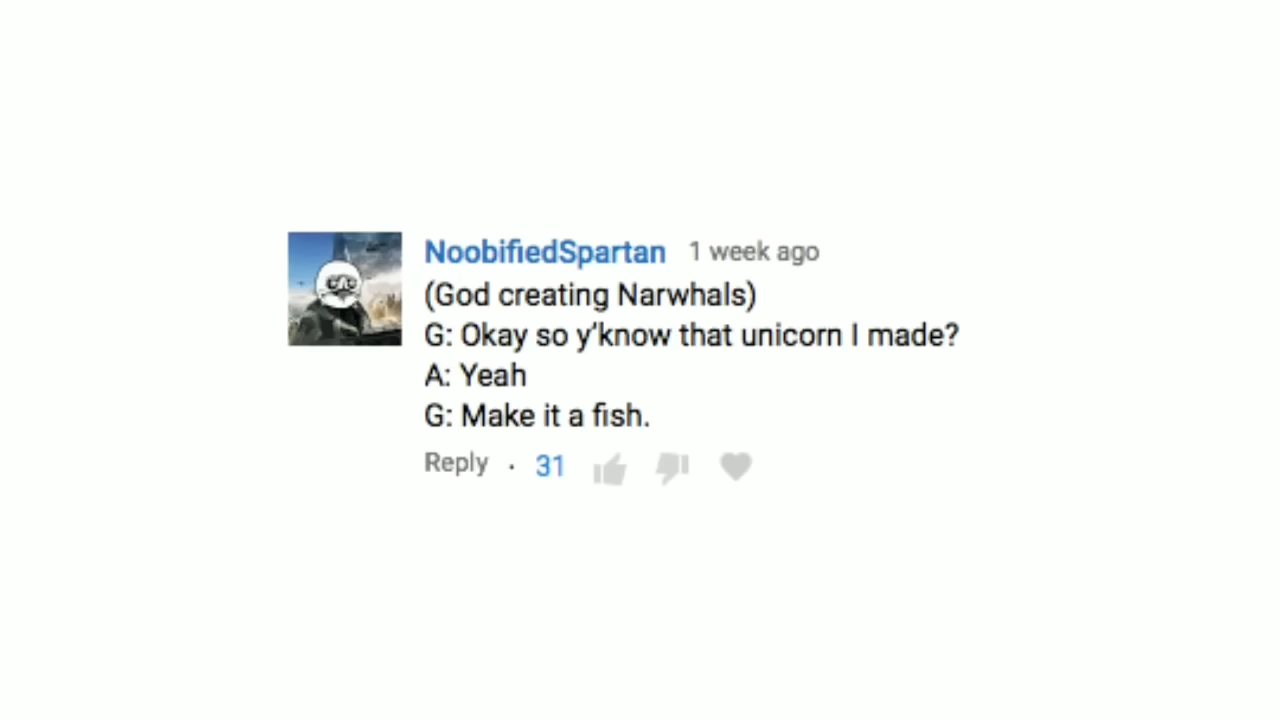 NoobifiedSpartan 1 week ago
(God creating Narwhals)
G: Okay so y'know that unicorn I made?
A: Yeah
G: Make it a fish.
Reply · 31